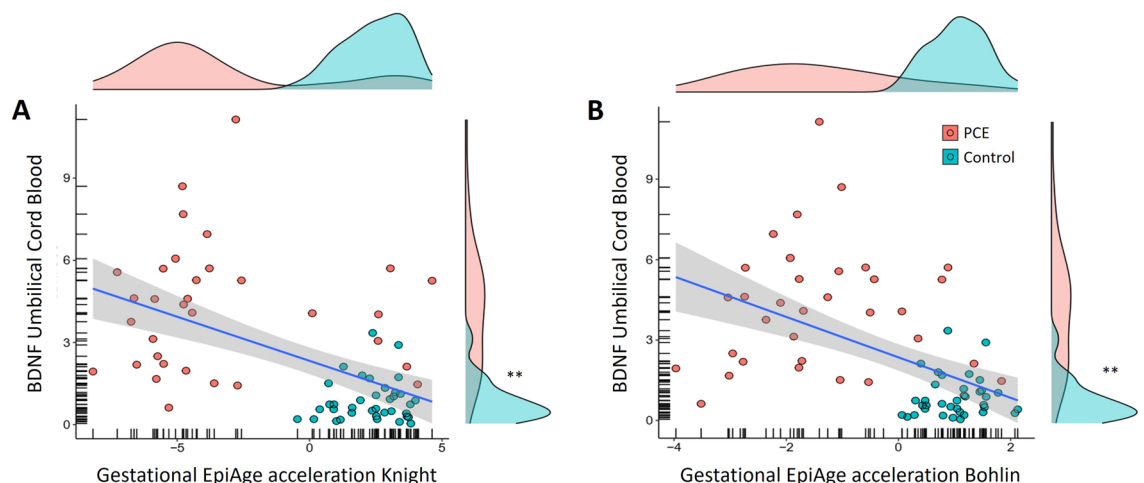 A
BDNF Umbilical Cord Blood
9
6
3
0
-5
0
5
**
Gestational EpiAge acceleration Knight
B
PCE
Control
BDNF Umbilical Cord Blood
9
6
3
0
-4
-2
0
2
**
Gestational EpiAge acceleration Bohlin